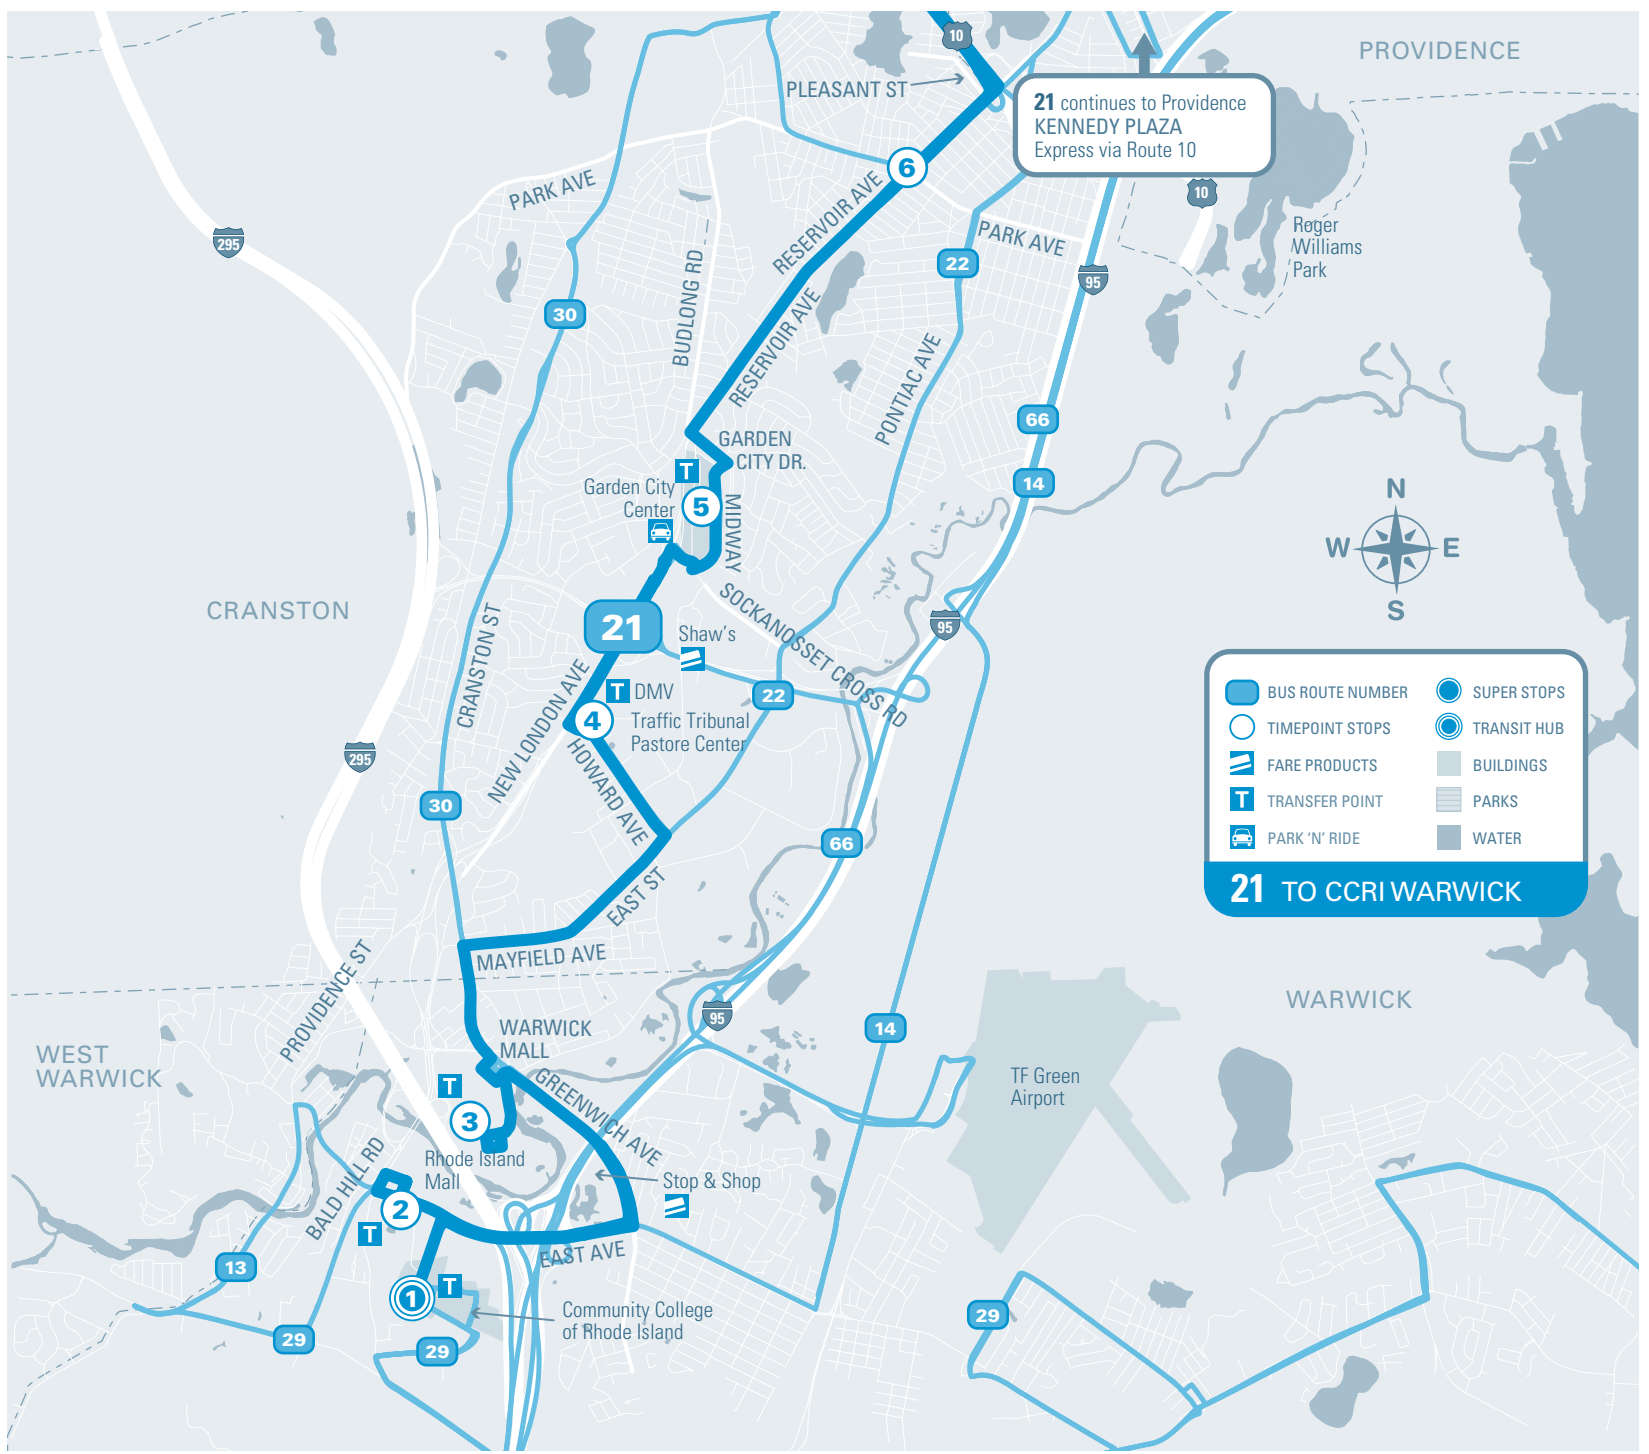 10
PROVIDENCE
PLEASANT ST
21 continues to Providence
KENNEDY PLAZA
Express via Route 10
6
PARK AVE
RESERVOIR AVE
10
Roger
Williams
Park
PARK AVE
295
22
95
BUDLONG RD
30
RESERVOIR AVE
PONTIAC AVE
66
GARDEN
CITY DR.
T
Garden City
Center
5
MIDWAY
14
N
W
E
S
CRANSTON
SOCKANOSSET CROSS RD
21
Shaw's
95
CRANSTON ST
NEW LONDON AVE
T DMV
22
4
Traffic Tribunal
Pastore Center
HOWARD AVE
295
30
66
EAST ST
BUS ROUTE NUMBER
SUPER STOPS
TIMEPOINT STOPS
TRANSIT HUB
FARE PRODUCTS
BUILDINGS
T
TRANSFER POINT
PARKS
PARK 'N' RIDE
WATER
21 TO CCRI WARWICK
MAYFIELD AVE
PROVIDENCE ST
WARWICK
95
14
WARWICK
MALL
WEST
WARWICK
T
GREENWICH AVE
TF Green
Airport
3
BALD HILL RD
Rhode Island
Mall
Stop & Shop
2
T
EAST AVE
13
T
1
Community College
of Rhode Island
29
29
29